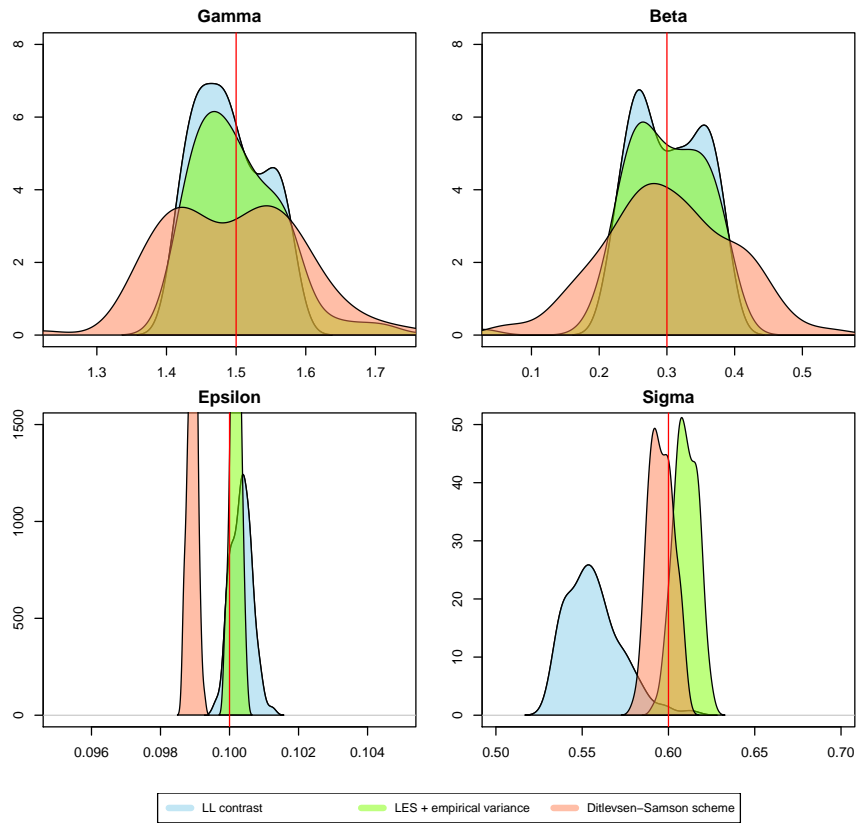 Gamma
8
6
4
2
0
1.3 1.4 1.5 1.6 1.7
Beta
8
6
4
2
0
0.1 0.2 0.3 0.4 0.5
Epsilon
1500
1000
500
0
0.096 0.098 0.100 0.102 0.104
Sigma
50
40
30
20
10
0
0.50 0.55 0.60 0.65 0.70
LL contrast LES + empirical variance Ditlevsen−Samson scheme